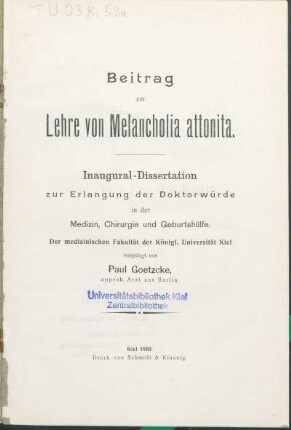 TU 03 K. 53a
Beitrag
zur
Lehre von Melancholia attonita.
Inaugural-Dissertation
zur Erlangung der Doktorwürde
in der
Medizin, Chirurgie und Geburtshülfe.
Der medizinischen Fakultät der Königl. Universität Kiel
vorgelegt von
Paul Goetzcke,
approb. Arzt aus Berlin.
Universitätsbibliothek Kiel
Zentralbibliothek
Kiel
Druck von Schmidt & Klaunig.